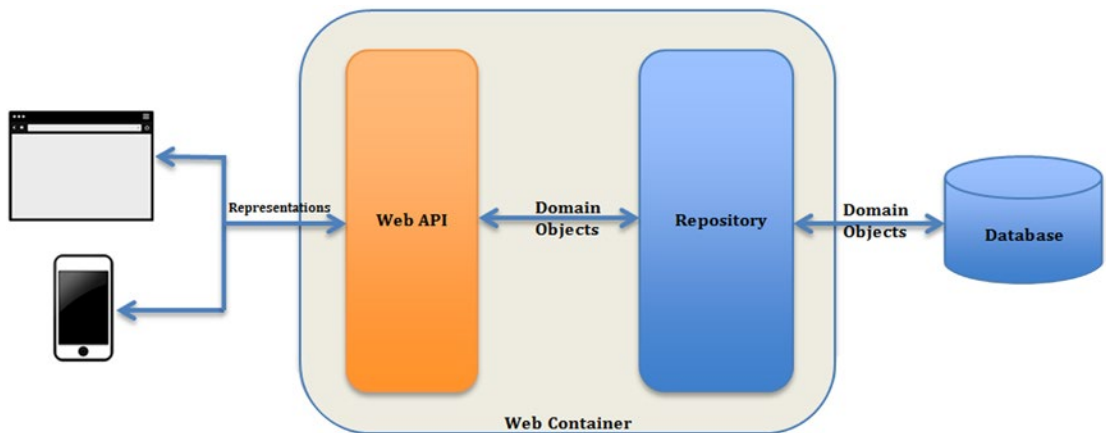 Representations
Web API
Domain
Objects
Repository
Domain
Objects
Database
Web Container